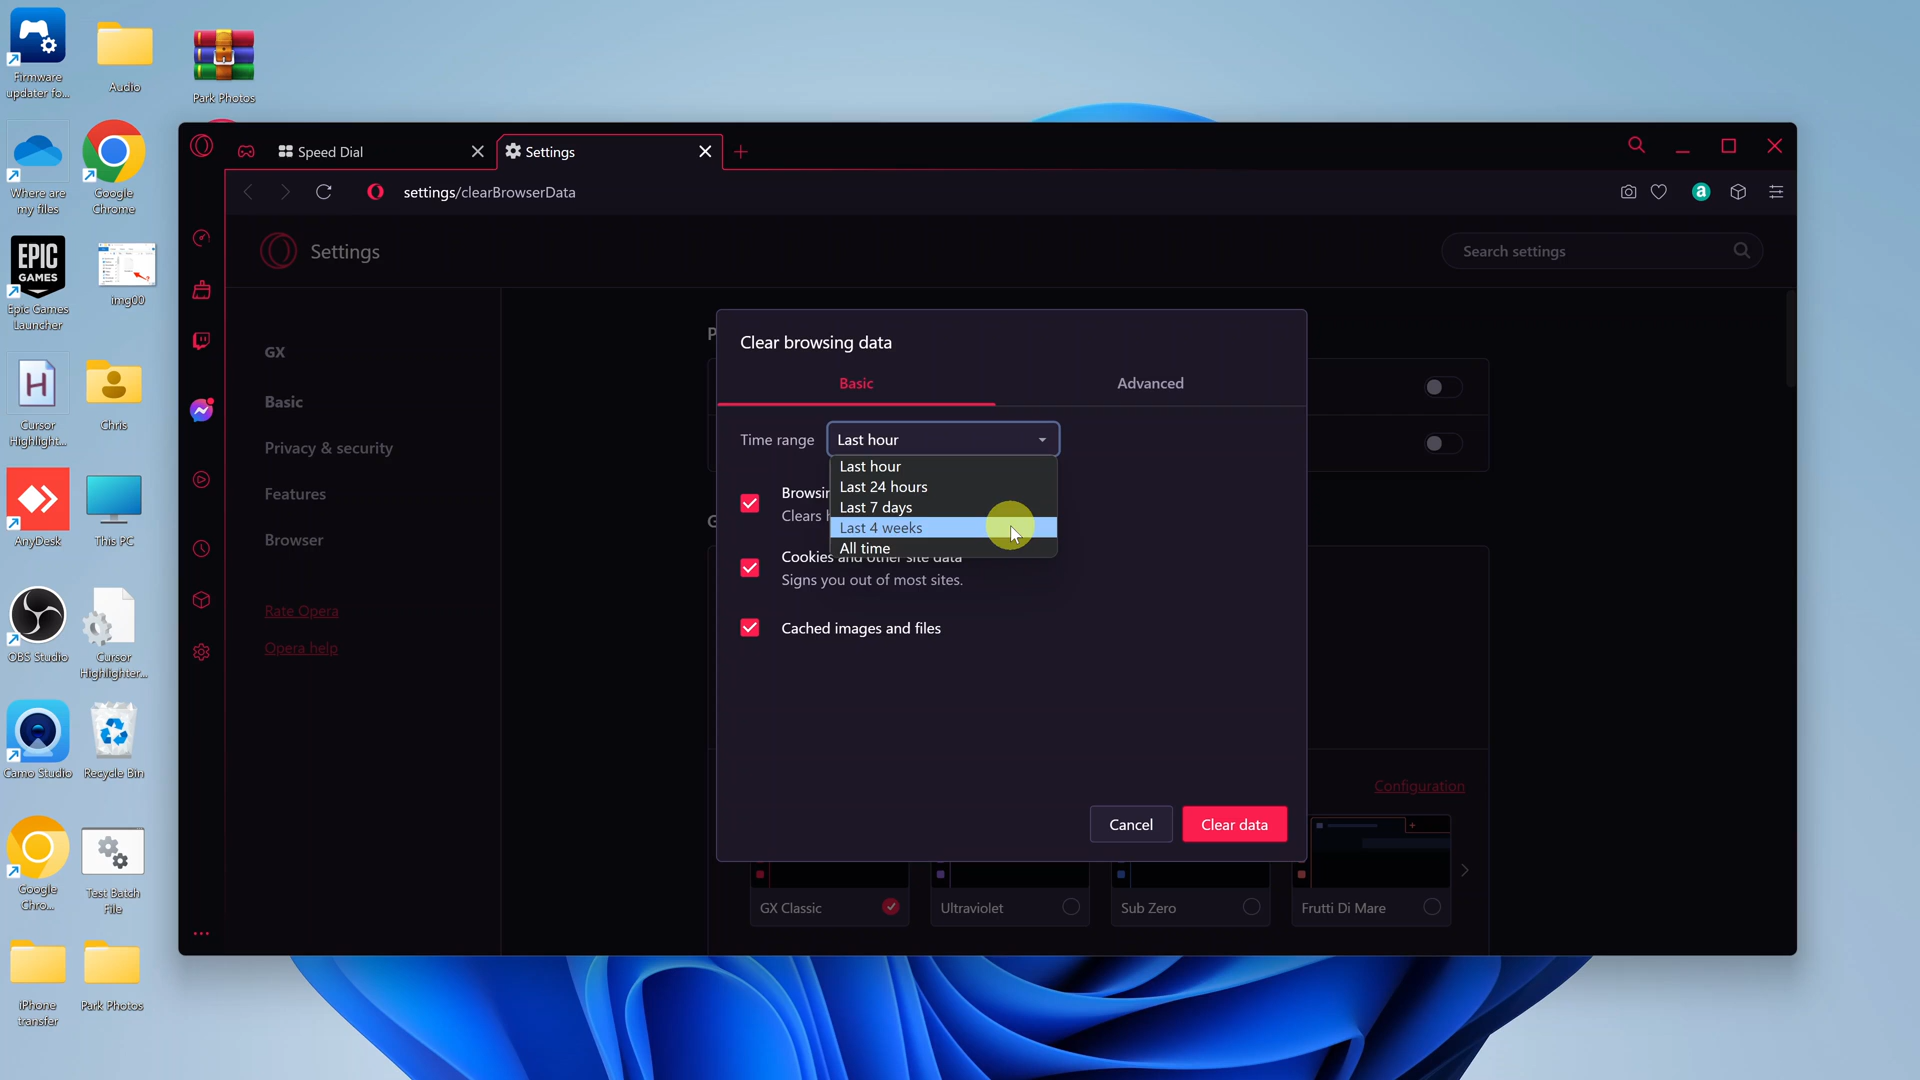 Firmware
updater fo...
Audio
Park Photos
Where are
my files
Google
Chrome
EPIC
GAMES
Epic Games
Launcher
img00
H
Cursor
Highlight...
Chris
AnyDesk
This PC
OBS Studio
Cursor
Highlighter...
Camo Studio
Recycle Bin
Google
Chro...
Test Batch
File
iPhone
transfer
Park Photos
Speed Dial
Settings
settings/clearBrowserData
a
Settings
Search settings
GX
Basic
Privacy & security
Features
Browser
Rate Opera
Opera help
P
G
Clear browsing data
Basic
Advanced
Time range
Last hour
Last hour
Last 24 hours
Last 7 days
Last 4 weeks
All time
Browsin
Clears h
Cookies and other site data
Signs you out of most sites.
Cached images and files
Cancel
Clear data
Configuration
GX Classic
Ultraviolet
Sub Zero
Frutti Di Mare